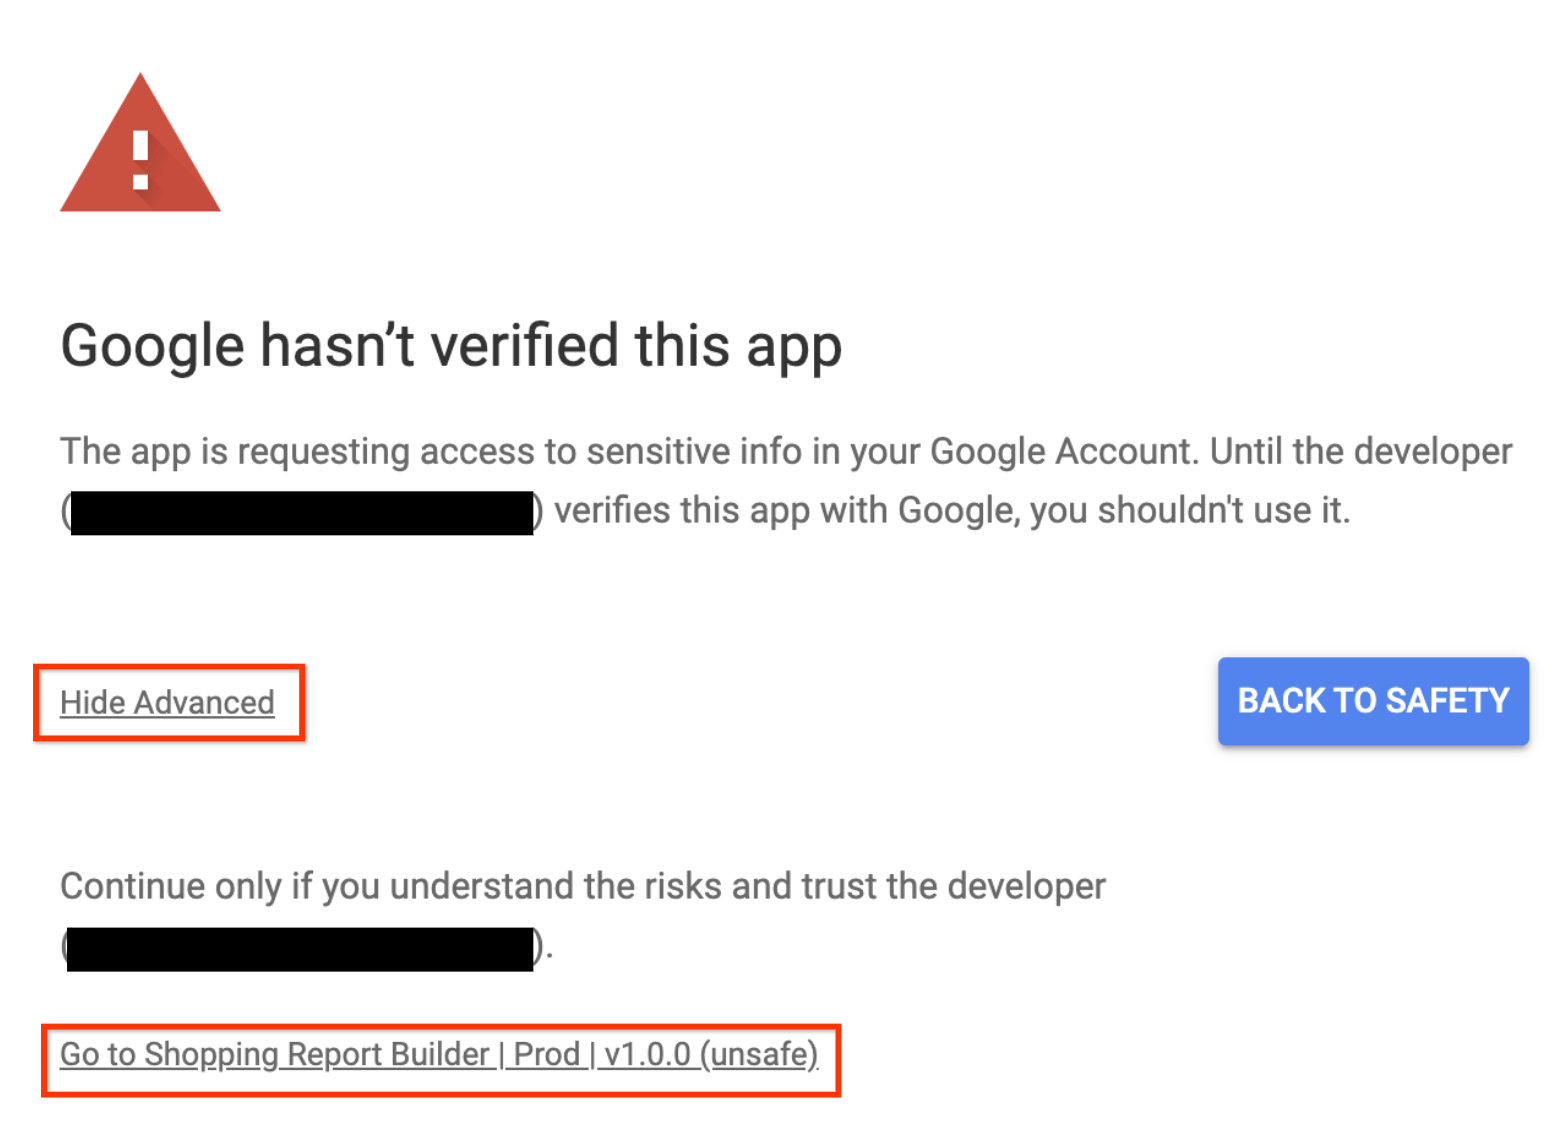 Google hasn’t verified this app
The app is requesting access to sensitive info in your Google Account. Until the developer
() verifies this app with Google, you shouldn't use it.
Hide Advanced
BACK TO SAFETY
Continue only if you understand the risks and trust the developer
().
Go to Shopping Report Builder | Prod | v1.0.0 (unsafe)